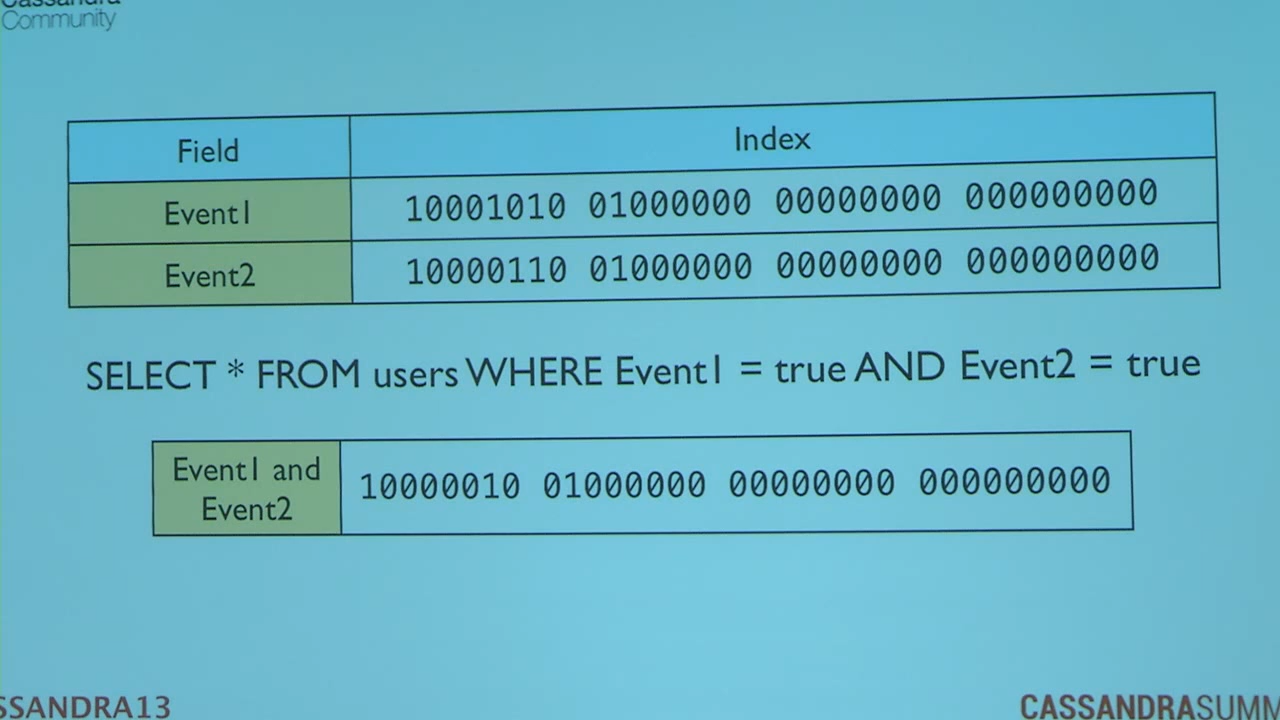 Cassandra
Community
Field Index
Event1 10001010 01000000 00000000 000000000
Event2 10000110 01000000 00000000 000000000
SELECT * FROM users WHERE Event1 = true AND Event2 = true
Event1 and
Event2
10000010 01000000 00000000 000000000
SSANDRA13 CASSANDRASUMM